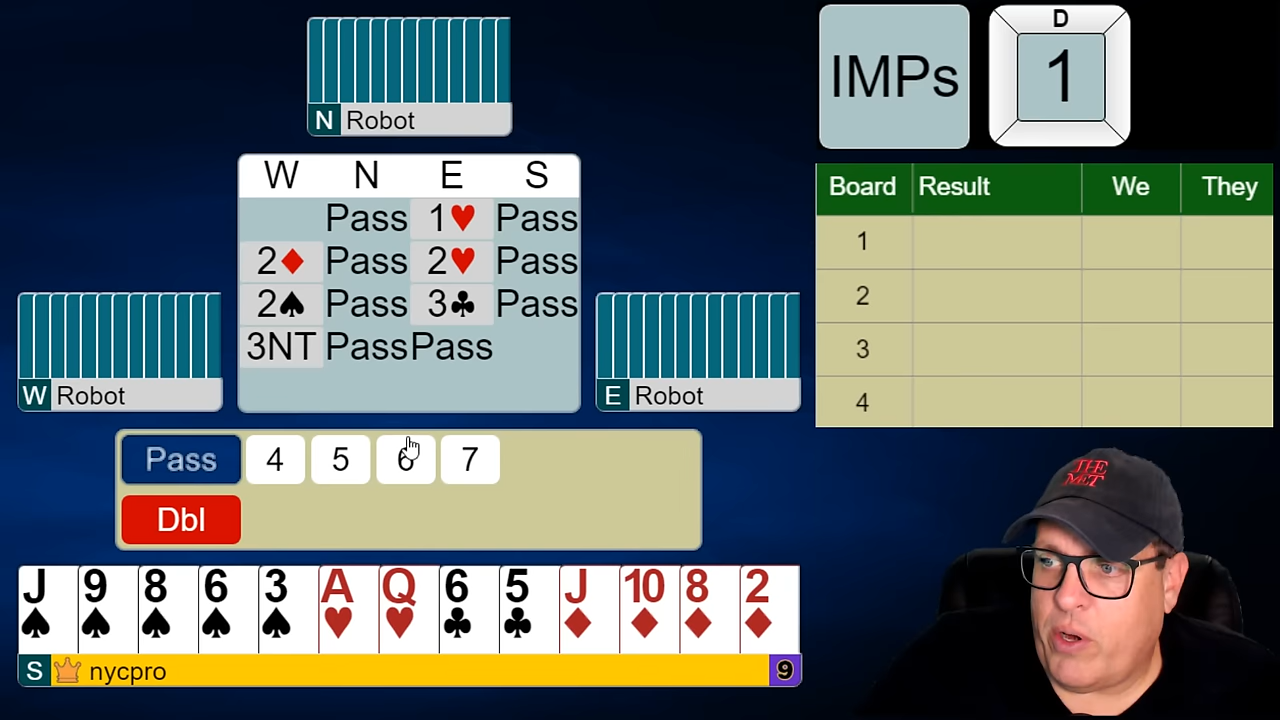 IMPs
D
1
N Robot
W N E S
Pass 1♥ Pass
2♦ Pass 2♥ Pass
2♠ Pass 3♣ Pass
3NT Pass Pass
W Robot
E Robot
Board Result We They
1
2
3
4
Pass 4 5 6 7
Dbl
J♠ 9♠ 8♠ 6♠ 3♠ A♥ Q♥ 6♣ 5♣ J♦ 10♦ 8♦ 2♦
S nycpro 9
THE
MET